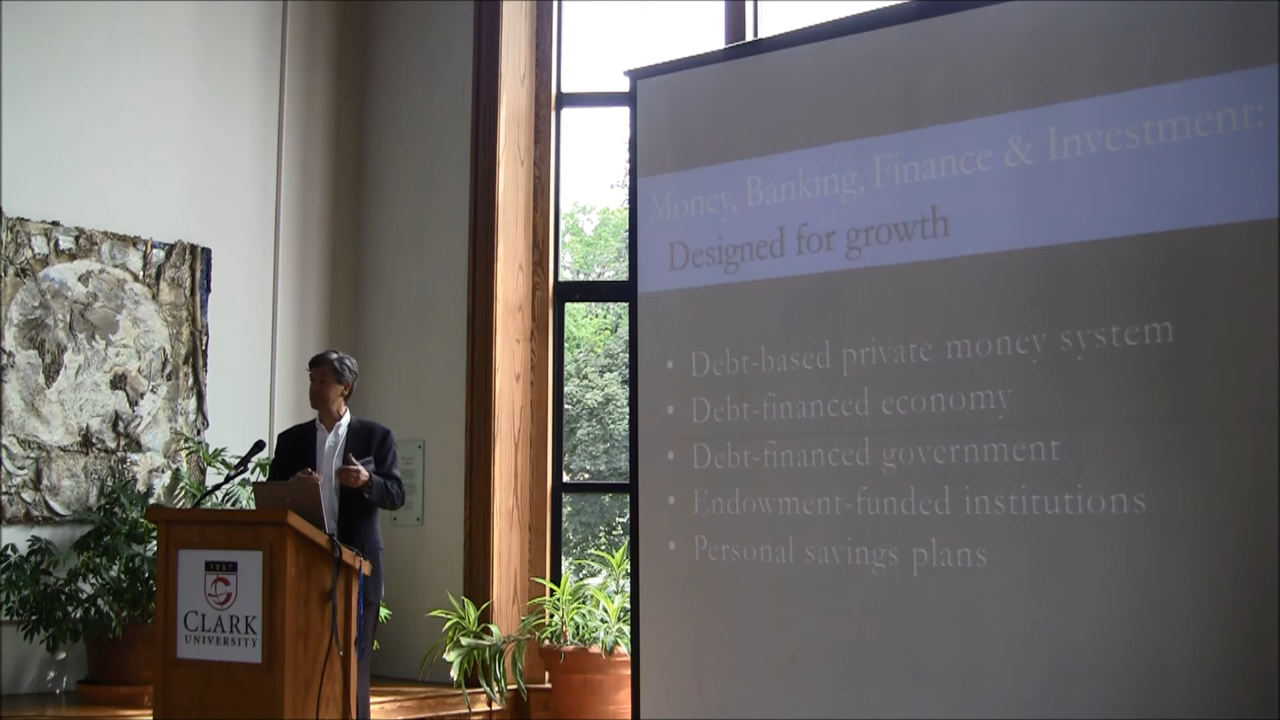 Money, Banking, Finance & Investment:
Designed for growth
• Debt-based private money system
• Debt-financed economy
• Debt-financed government
• Endowment-funded institutions
• Personal savings plans
1887
CLARK
UNIVERSITY